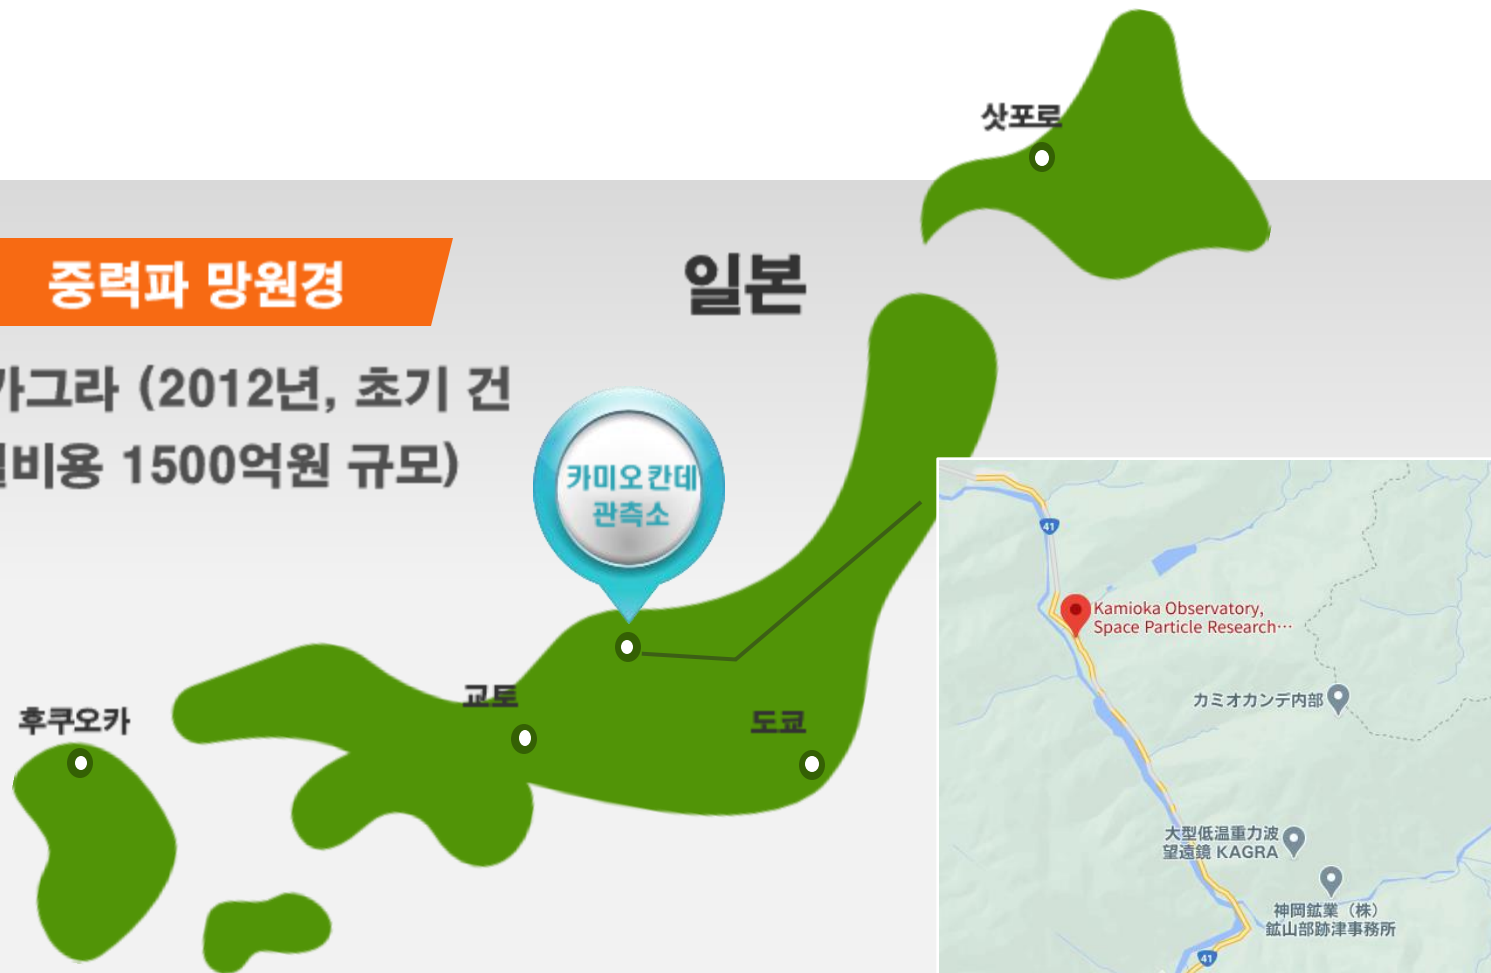 삿포로
일본
중력파 망원경
카그라 (2012년, 초기 건
설비용 1500억원 규모)
카미오칸데
관측소
교토
도쿄
후쿠오카
41
Kamioka Observatory,
Space Particle Research…
カミオカンデ内部
大型低温重力波
望遠鏡 KAGRA
神岡鉱業（株）
鉱山部跡津事務所
41